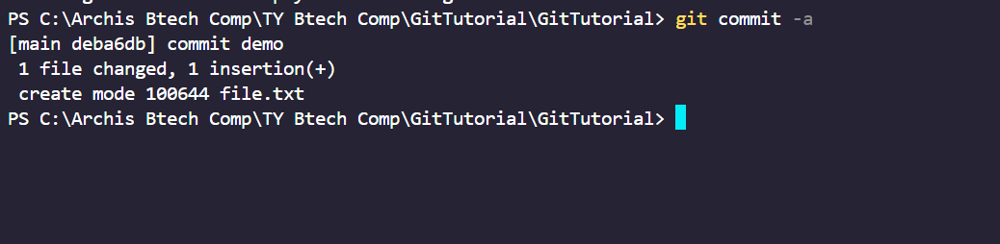 PS C:\Archis Btech Comp\TY Btech Comp\GitTutorial\GitTutorial> git commit -a
[main deba6db] commit demo
 1 file changed, 1 insertion(+)
 create mode 100644 file.txt
PS C:\Archis Btech Comp\TY Btech Comp\GitTutorial\GitTutorial>